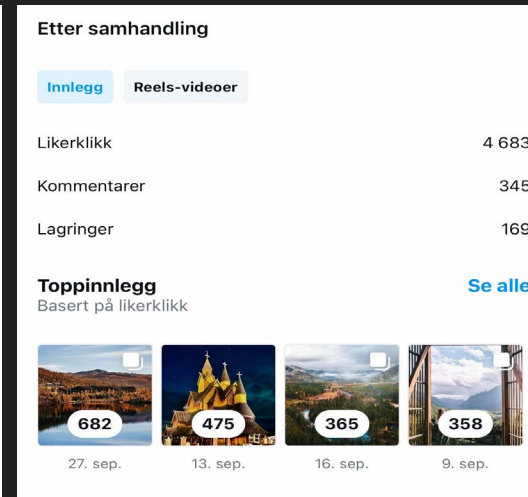 Etter samhandling
Innlegg Reels-videoer
Likerklikk 4 683
Kommentarer 345
Lagringer 169
Toppinnlegg Se alle
Basert på likerklikk
682 475 365 358
27. sep. 13. sep. 16. sep. 9. sep.